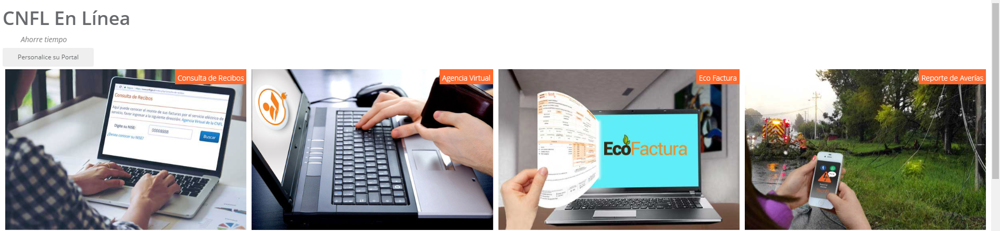 CNFL En Línea
Ahorre tiempo
Personalice su Portal
Consulta de Recibos
Consulta de Recibos
Aquí puede conocer el monto de sus facturas por el servicio eléctrico de
servicio, favor ingresar a la siguiente dirección: Agencia Virtual de la CNFL
Digite su NISE:
00008888
Buscar
¿Desea conocer su NISE?
Agencia Virtual
Eco Factura
EcoFactura
Reporte de Averías